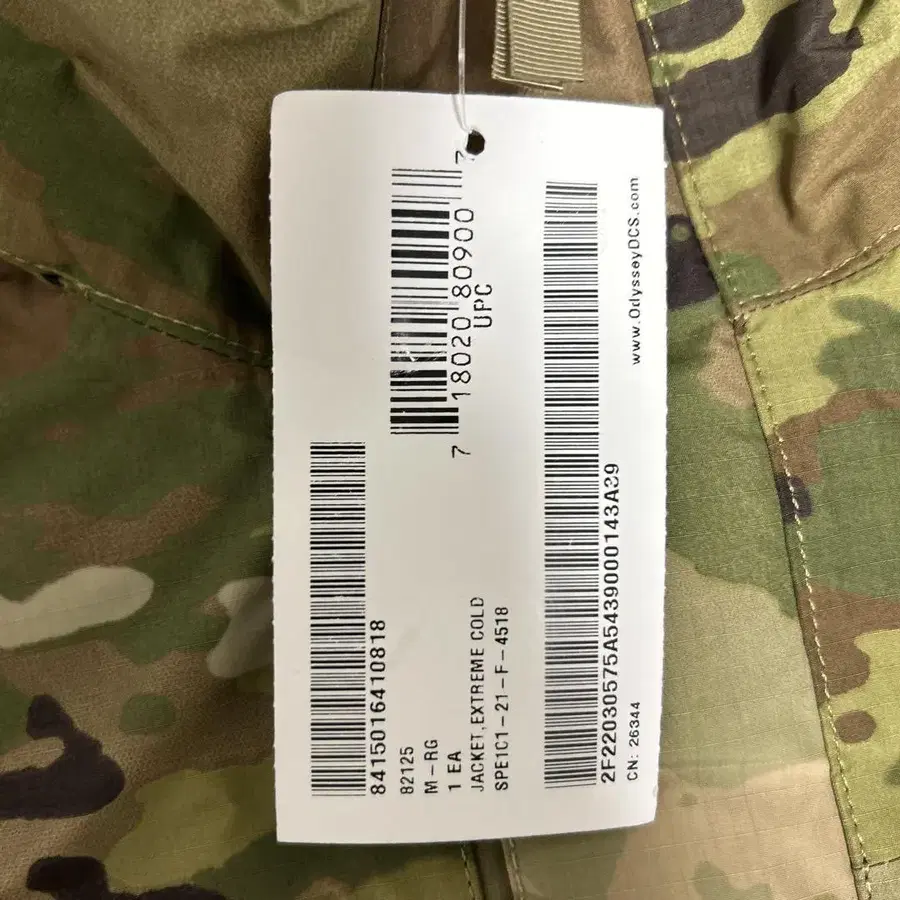 8415016410818
82125
M-RG
1 EA
JACKET,EXTREME COLD
SPE1C1-21-F-4518
7 18020 80900 7
UPC
2F22030575A5439000143A39
CN: 26344
www.OdysseyDCS.com